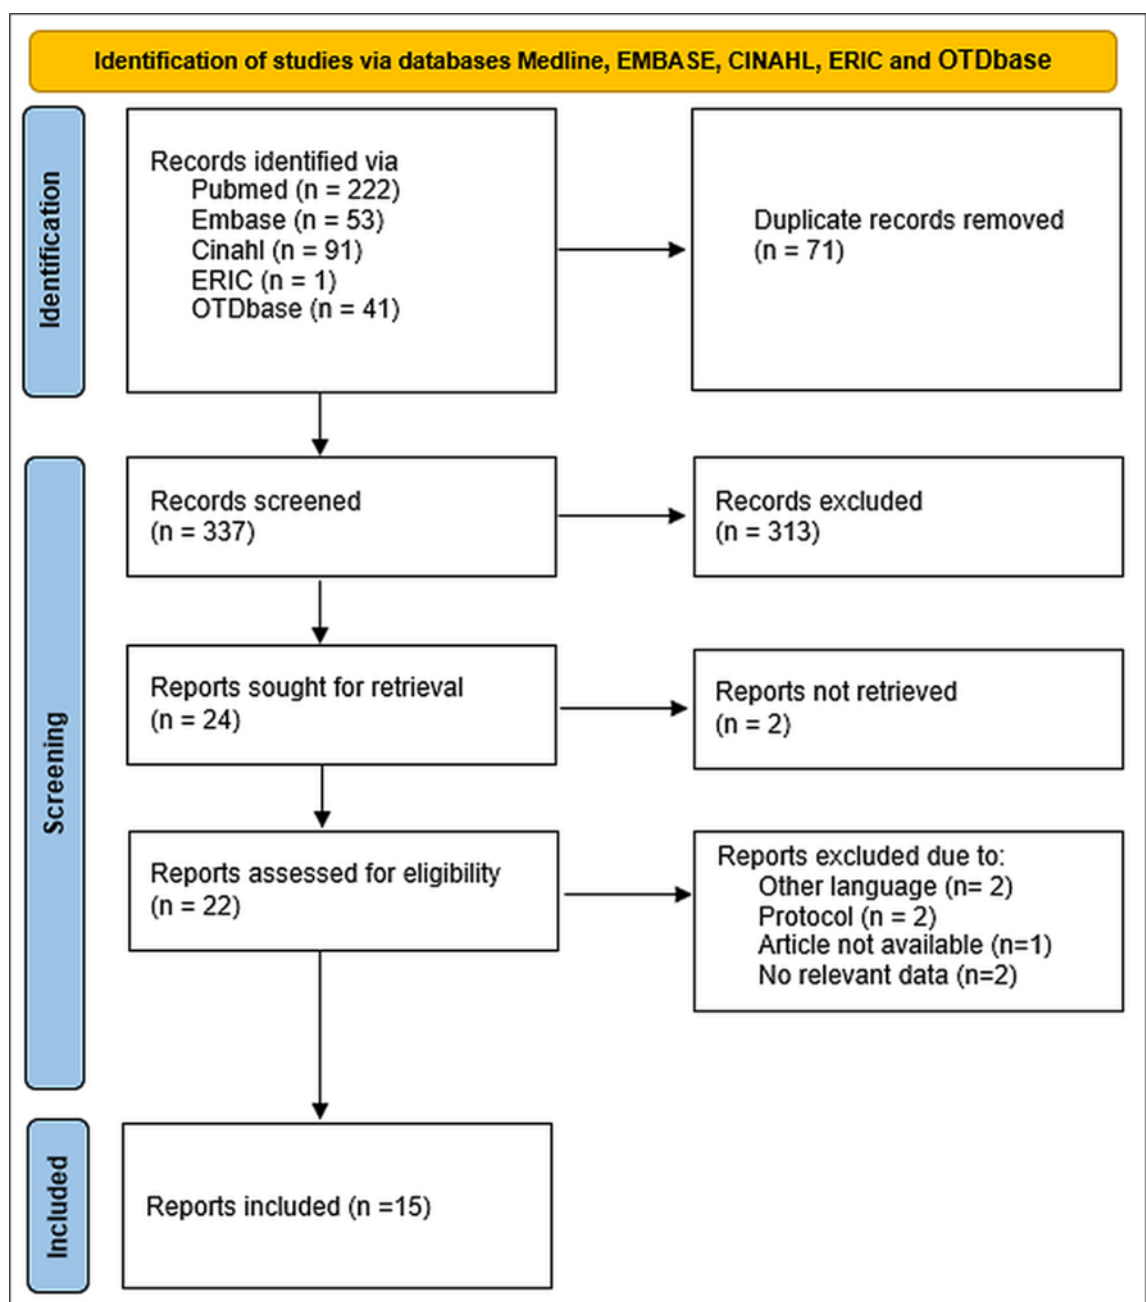 Identification of studies via databases Medline, EMBASE, CINAHL, ERIC and OTDbase
Identification
Records identified via
Pubmed (n = 222)
Embase (n = 53)
Cinahl (n = 91)
ERIC (n = 1)
OTDbase (n = 41)
Duplicate records removed
(n = 71)
Screening
Records screened
(n = 337)
Records excluded
(n = 313)
Reports sought for retrieval
(n = 24)
Reports not retrieved
(n = 2)
Reports assessed for eligibility
(n = 22)
Reports excluded due to:
Other language (n= 2)
Protocol (n = 2)
Article not available (n=1)
No relevant data (n=2)
Included
Reports included (n =15)